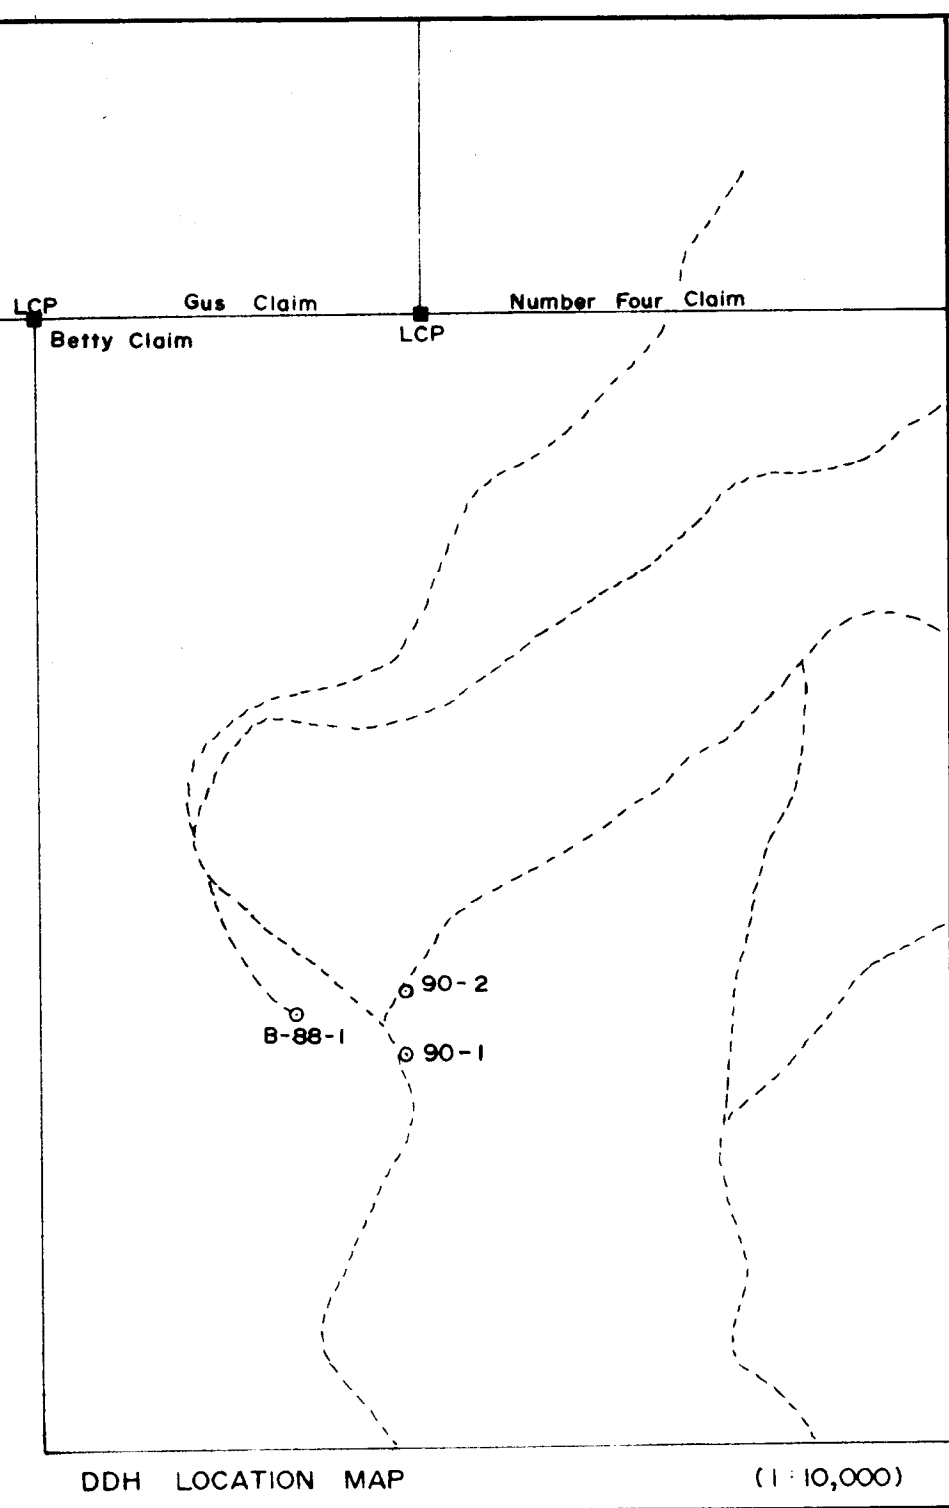 LCP
Gus Claim
Number Four Claim
Betty Claim
LCP
90-2
B-88-1
90-1
DDH LOCATION MAP
(1:10,000)